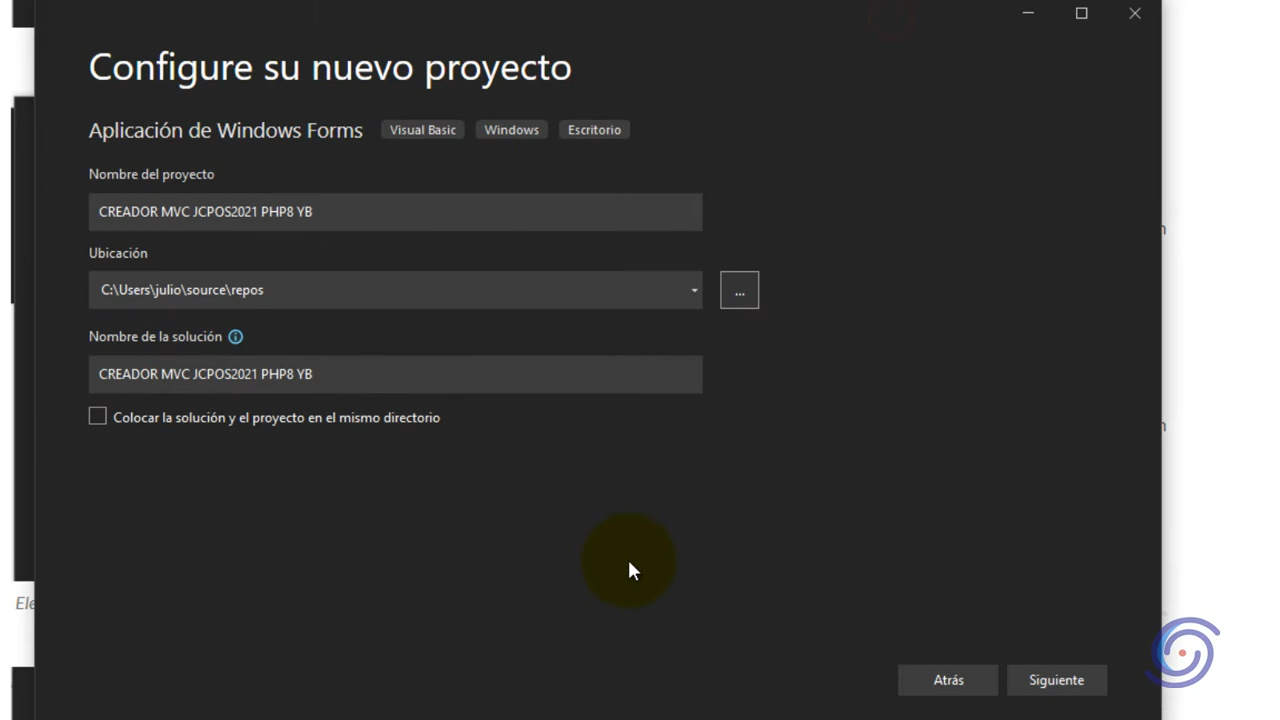 Configure su nuevo proyecto
Aplicación de Windows Forms Visual Basic Windows Escritorio
Nombre del proyecto
CREADOR MVC JCPOS2021 PHP8 YB
Ubicación
C:\Users\julio\source\repos
...
Nombre de la solución
CREADOR MVC JCPOS2021 PHP8 YB
Colocar la solución y el proyecto en el mismo directorio
Atrás Siguiente